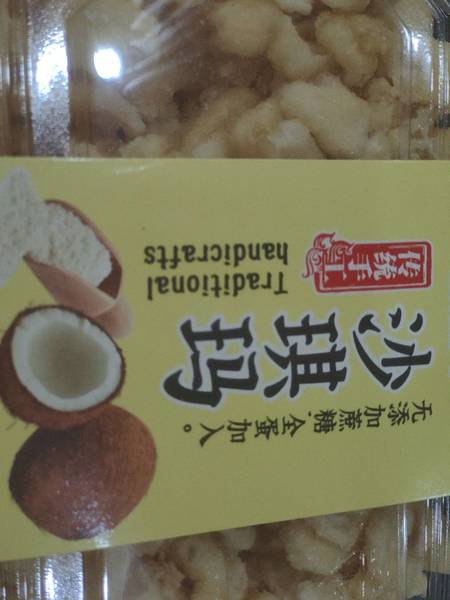 无添加蔗糖,全蛋加入。
沙琪玛
传统手工
Traditional
handicrafts